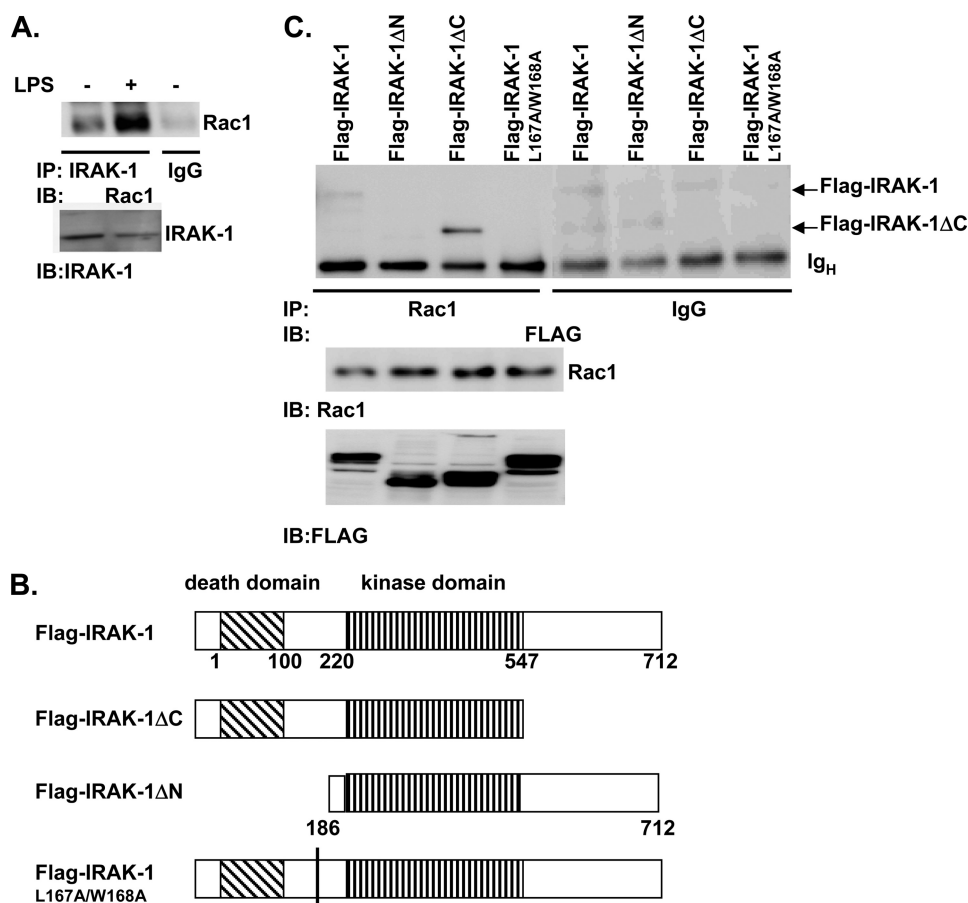 A.
LPS - + -
Rac1
IP: IRAK-1 IgG
IB: Rac1
IRAK-1
IB:IRAK-1
C.
Flag-IRAK-1
Flag-IRAK-1ΔN
Flag-IRAK-1ΔC
Flag-IRAK-1
L167A/W168A
Flag-IRAK-1
Flag-IRAK-1ΔN
Flag-IRAK-1ΔC
Flag-IRAK-1
L167A/W168A
Flag-IRAK-1
Flag-IRAK-1ΔC
IgH
IP: Rac1 IgG
IB: FLAG
Rac1
IB: Rac1
IB:FLAG
B.
death domain kinase domain
Flag-IRAK-1
1 100 220 547 712
Flag-IRAK-1ΔC
Flag-IRAK-1ΔN
186 712
Flag-IRAK-1
L167A/W168A